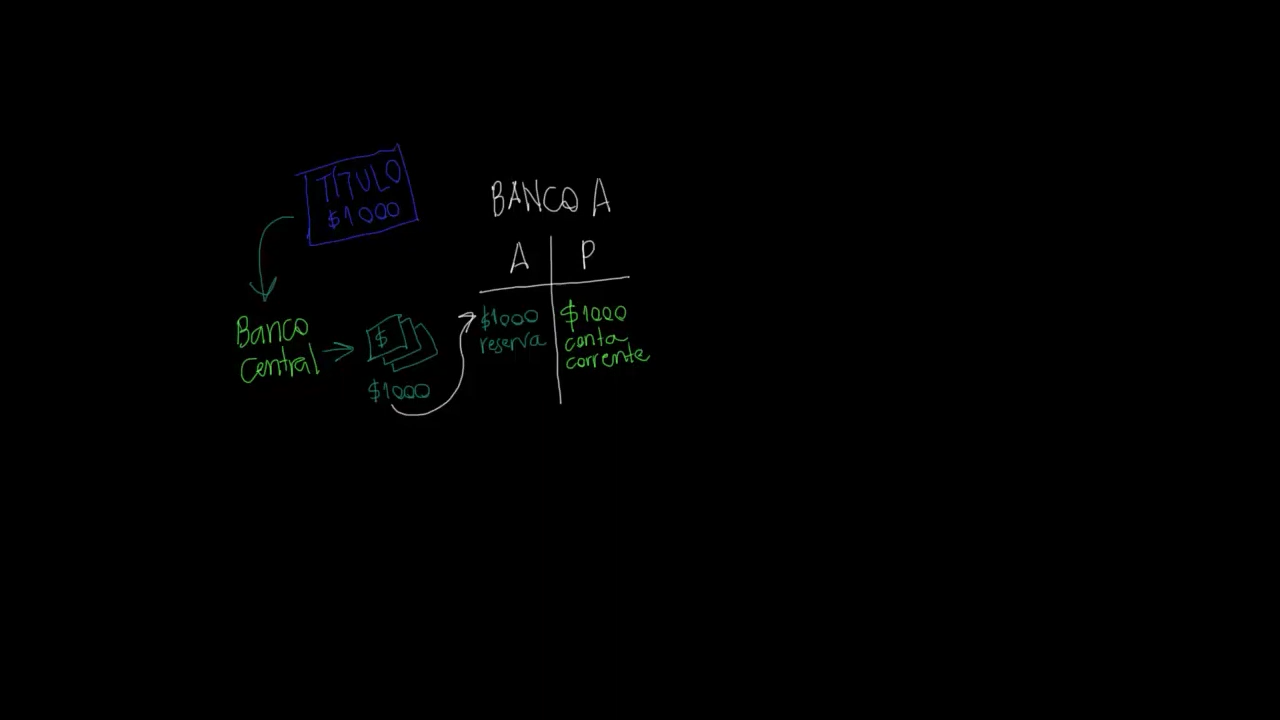 TÍTULO
$1000
BANCO A
A P
Banco
Central
$
$1000
$1000
reserva
$1000
conta
corrente